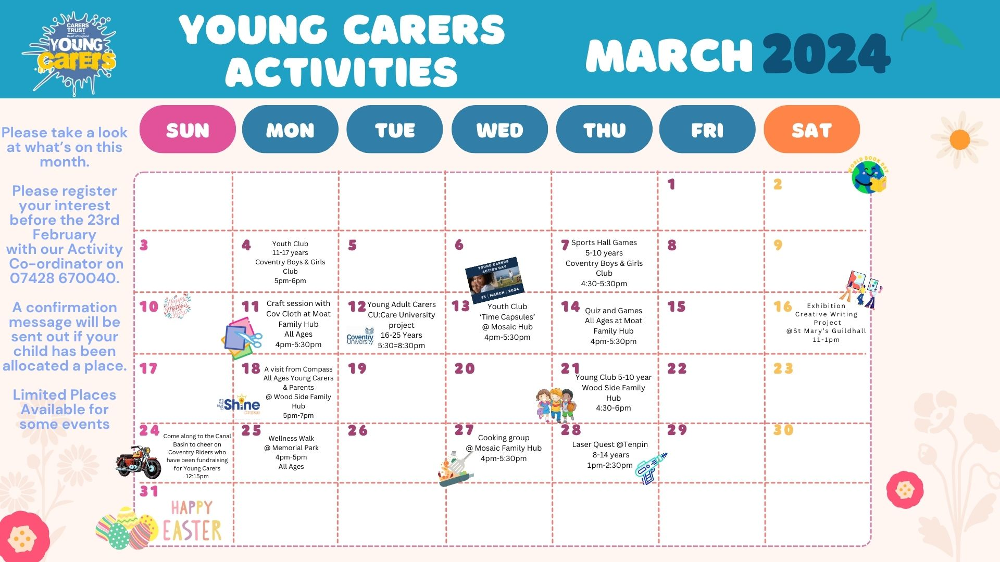 CARERS
TRUST
Heart of England
YOUNG
carers
YOUNG CARERS
ACTIVITIES
MARCH 2024
Please take a look
at what's on this
month.
Please register
your interest
before the 23rd
February
with our Activity
Co-ordinator on
07428 670040.
A confirmation
message will be
sent out if your
child has been
allocated a place.
Limited Places
Available for
some events
SUN MON TUE WED THU FRI SAT
WORLD BOOK DAY
1
2
3
4
Youth Club
11-17 years
Coventry Boys & Girls
Club
5pm-6pm
5
6
YOUNG CARERS
ACTION DAY
13 | MARCH | 2024
7
Sports Hall Games
5-10 years
Coventry Boys & Girls
Club
4:30-5:30pm
8
9
10
Happy
Mothers
Day
11
Craft session with
Cov Cloth at Moat
Family Hub
All Ages
4pm-5:30pm
12
Young Adult Carers
CU:Care University
project
16-25 Years
5:30=8:30pm
Coventry
University
13
Youth Club
‘Time Capsules’
@ Mosaic Hub
4pm-5:30pm
14
Quiz and Games
All Ages at Moat
Family Hub
4pm-5:30pm
15
16
Exhibition
Creative Writing
Project
@St Mary's Guildhall
11-1pm
17
18
A visit from Compass
All Ages Young Carers
& Parents
@ Wood Side Family
Hub
5pm-7pm
IT'S
MY
TIME
TO
Shine
19
20
21
Young Club 5-10 year
Wood Side Family
Hub
4:30-6pm
22
23
24
Come along to the Canal
Basin to cheer on
Coventry Riders who
have been fundraising
for Young Carers
12:15pm
25
Wellness Walk
@ Memorial Park
4pm-5pm
All Ages
26
27
Cooking group
@ Mosaic Family Hub
4pm-5:30pm
28
Laser Quest @Tenpin
8-14 years
1pm-2:30pm
29
30
31
HAPPY
EASTER